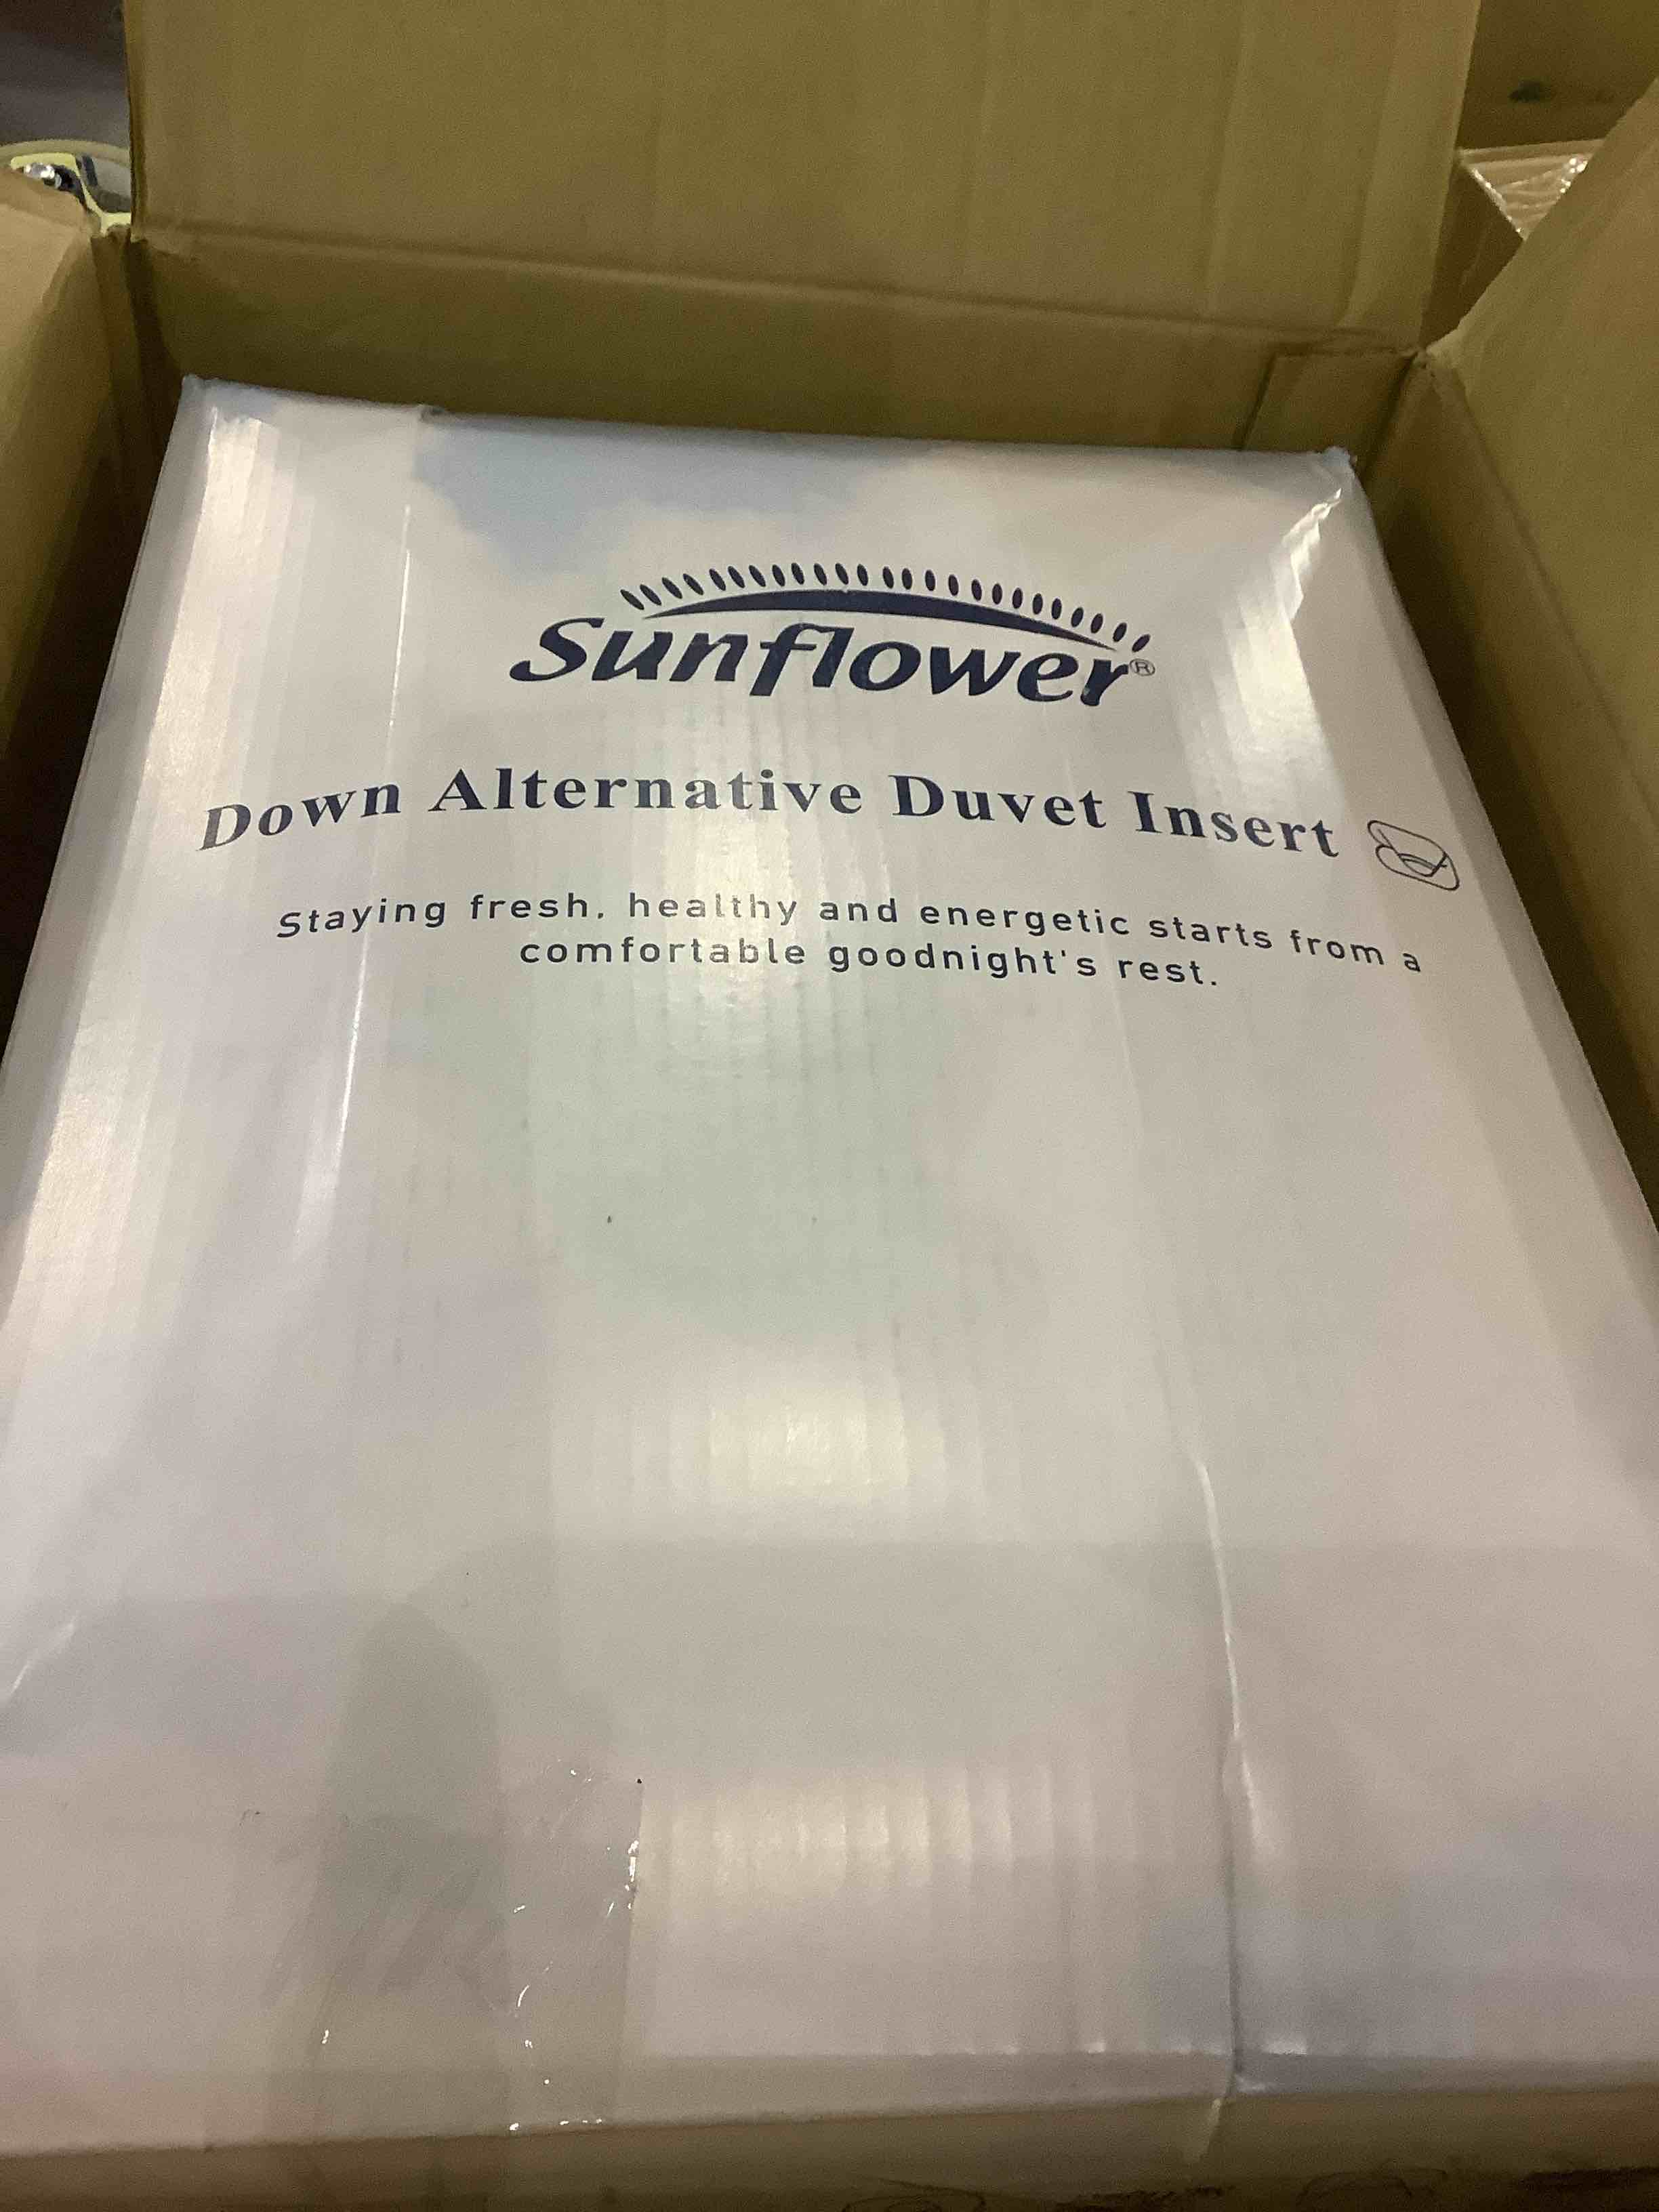 Sunflower®
Down Alternative Duvet Insert
Staying fresh, healthy and energetic starts from a
comfortable goodnight's rest.